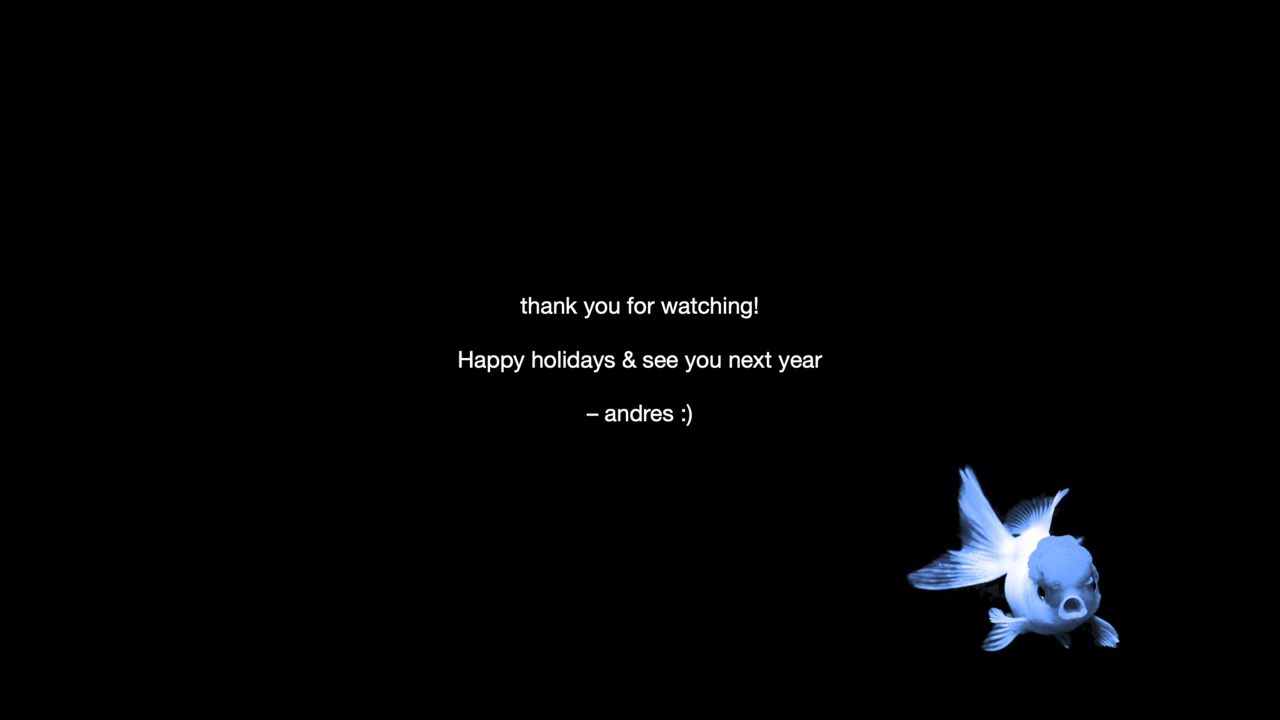 thank you for watching!
Happy holidays & see you next year
– andres :)